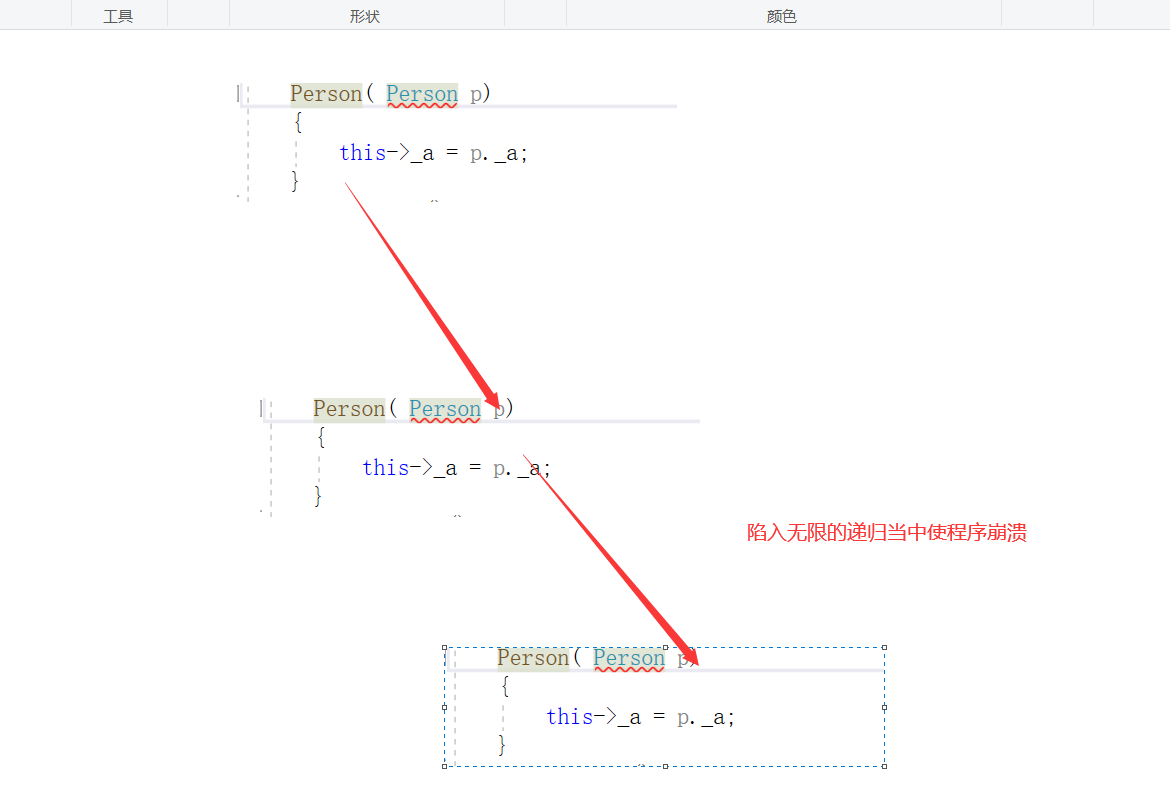 工具 形状 颜色
Person( Person p)
{
this->_a = p._a;
}
Person( Person p)
{
this->_a = p._a;
}
陷入无限的递归当中使程序崩溃
Person( Person p)
{
this->_a = p._a;
}